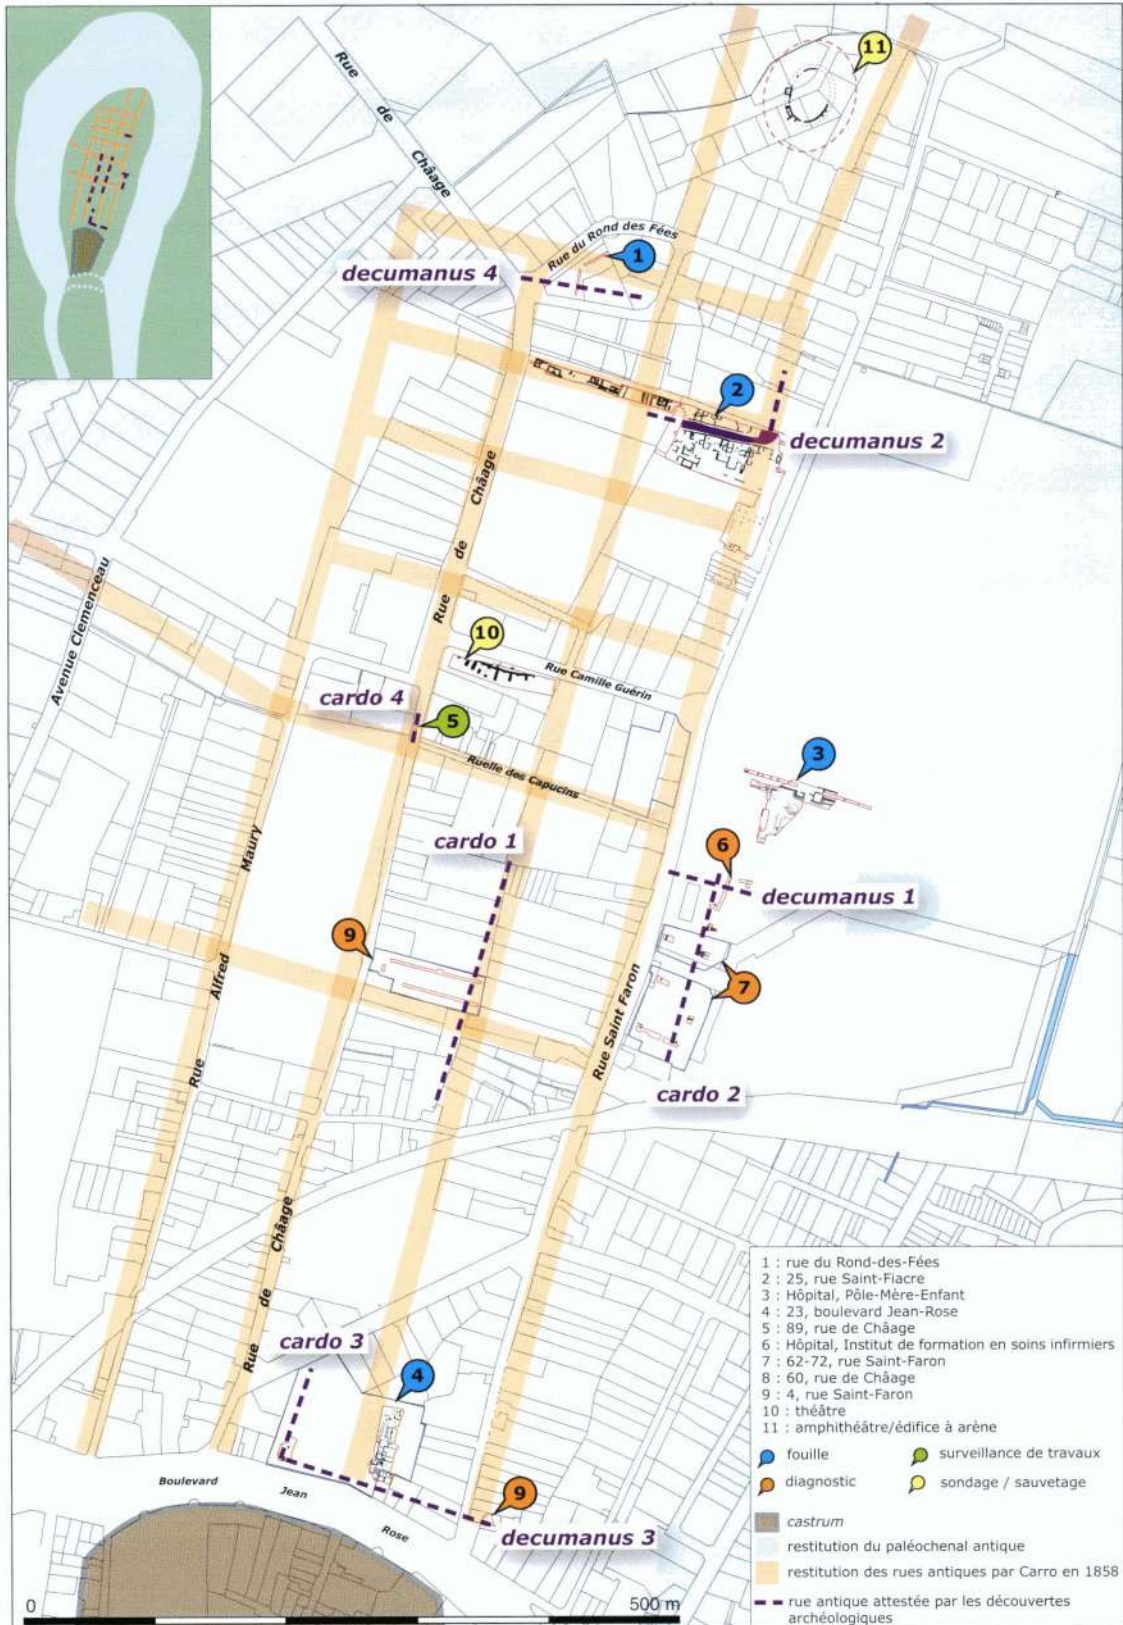 11
Rue
de
Châage
Rue du Rond des Fées
1
decumanus 4
2
decumanus 2
Châage
de
Rue
Avenue Clemenceau
10
Rue Camille Guérin
cardo 4
5
Ruelle des Capucins
3
Maury
cardo 1
6
decumanus 1
9
Alfred
7
Rue Saint Faron
Rue
cardo 2
Châage
de
Rue
cardo 3
4
Boulevard
Jean
Rose
9
decumanus 3
1 : rue du Rond-des-Fées
2 : 25, rue Saint-Fiacre
3 : Hôpital, Pôle-Mère-Enfant
4 : 23, boulevard Jean-Rose
5 : 89, rue de Châage
6 : Hôpital, Institut de formation en soins infirmiers
7 : 62-72, rue Saint-Faron
8 : 60, rue de Châage
9 : 4, rue Saint-Faron
10 : théâtre
11 : amphithéâtre/édifice à arène
fouille
surveillance de travaux
diagnostic
sondage / sauvetage
castrum
restitution du paléochenal antique
restitution des rues antiques par Carro en 1858
rue antique attestée par les découvertes
archéologiques
0
500 m